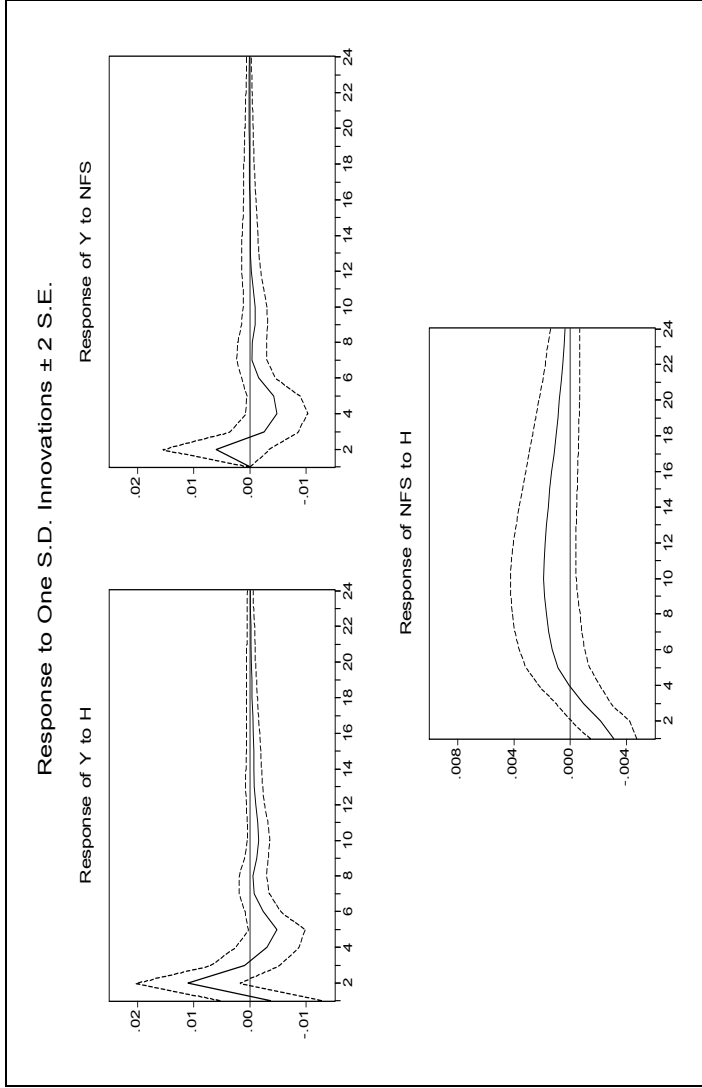 Response to One S.D. Innovations ± 2 S.E.
Response of Y to H
.02
.01
.00
-.01
2 4 6 8 10 12 14 16 18 20 22 24
Response of Y to NFS
.02
.01
.00
-.01
2 4 6 8 10 12 14 16 18 20 22 24
Response of NFS to H
.008
.004
.000
-.004
2 4 6 8 10 12 14 16 18 20 22 24